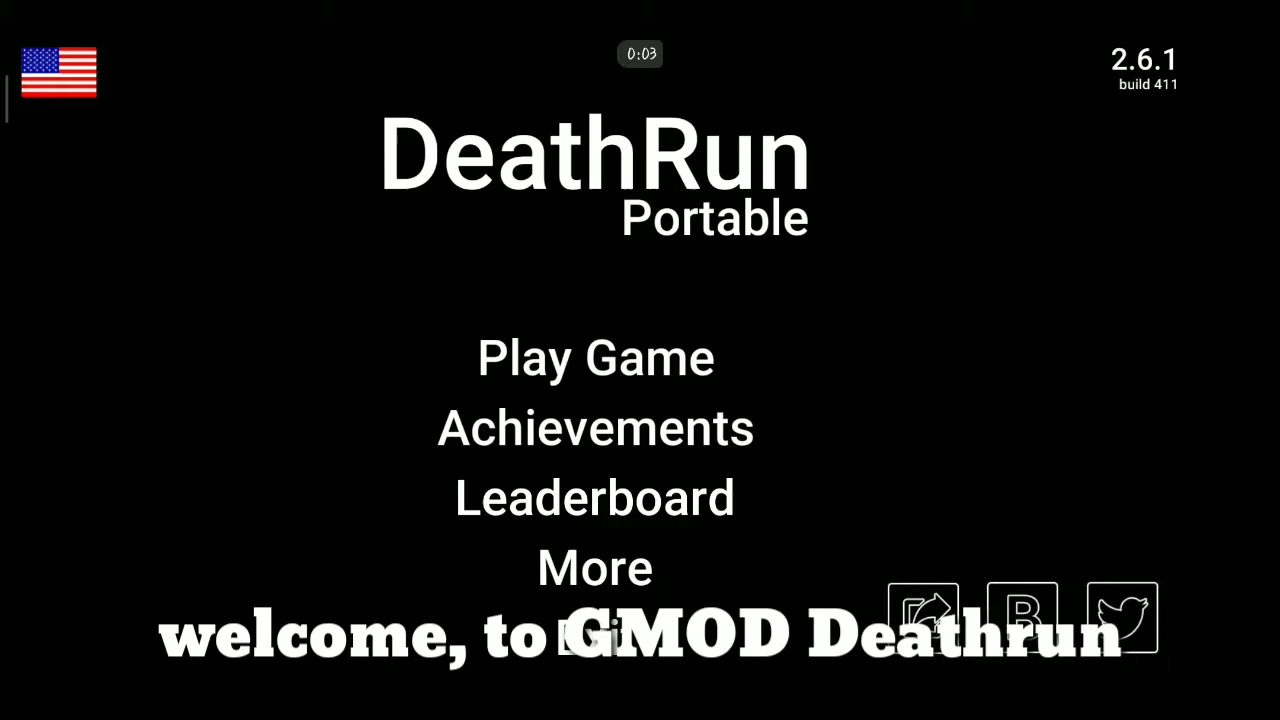 0:03
2.6.1
build 411
DeathRun
Portable
Play Game
Achievements
Leaderboard
More
welcome, to GMOD Deathrun